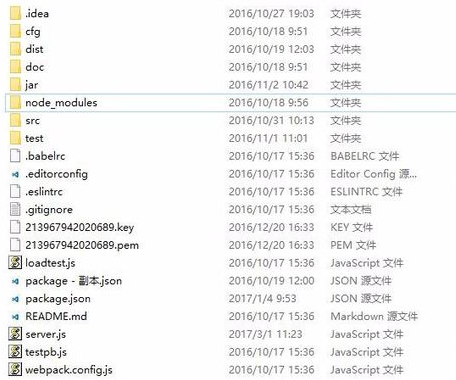 .idea 2016/10/27 19:03 文件夹
cfg 2016/10/18 9:51 文件夹
dist 2016/10/19 12:03 文件夹
doc 2016/10/18 9:51 文件夹
jar 2016/11/2 10:42 文件夹
node_modules 2016/10/18 9:56 文件夹
src 2016/10/31 10:13 文件夹
test 2016/11/1 11:01 文件夹
.babelrc 2016/10/17 15:36 BABELRC 文件
.editorconfig 2016/10/17 15:36 Editor Config 源...
.eslintrc 2016/10/17 15:36 ESLINTRC 文件
.gitignore 2016/10/17 15:36 文本文档
213967942020689.key 2016/12/20 16:33 KEY 文件
213967942020689.pem 2016/12/20 16:33 PEM 文件
loadtest.js 2016/10/17 15:36 JavaScript 文件
package - 副本.json 2016/10/19 12:00 JSON 源文件
package.json 2017/1/4 9:53 JSON 源文件
README.md 2016/10/17 15:36 Markdown 源文件
server.js 2017/3/1 11:23 JavaScript 文件
testpb.js 2016/10/17 15:36 JavaScript 文件
webpack.config.js 2016/10/17 15:36 JavaScript 文件